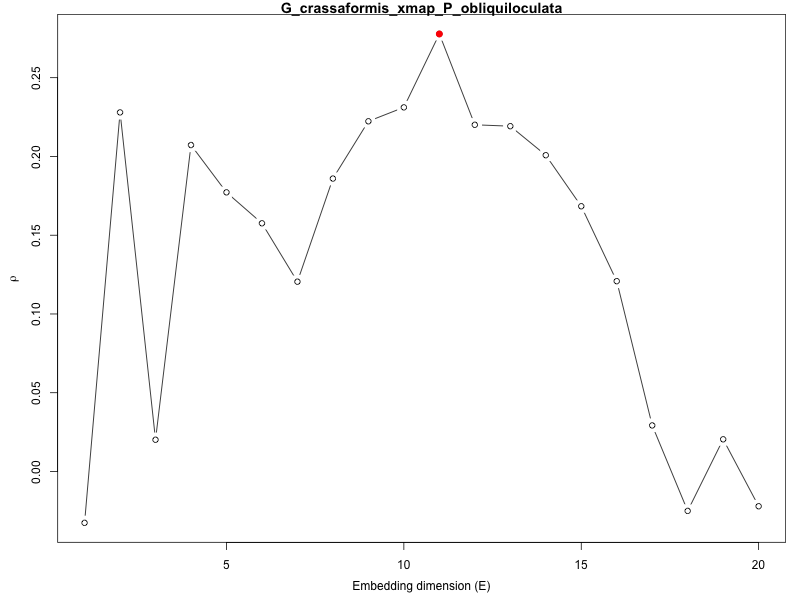 G_crassaformis_xmap_P_obliquiloculata
0.25
0.20
0.15
0.10
0.05
0.00
ρ
5 10 15 20
Embedding dimension (E)